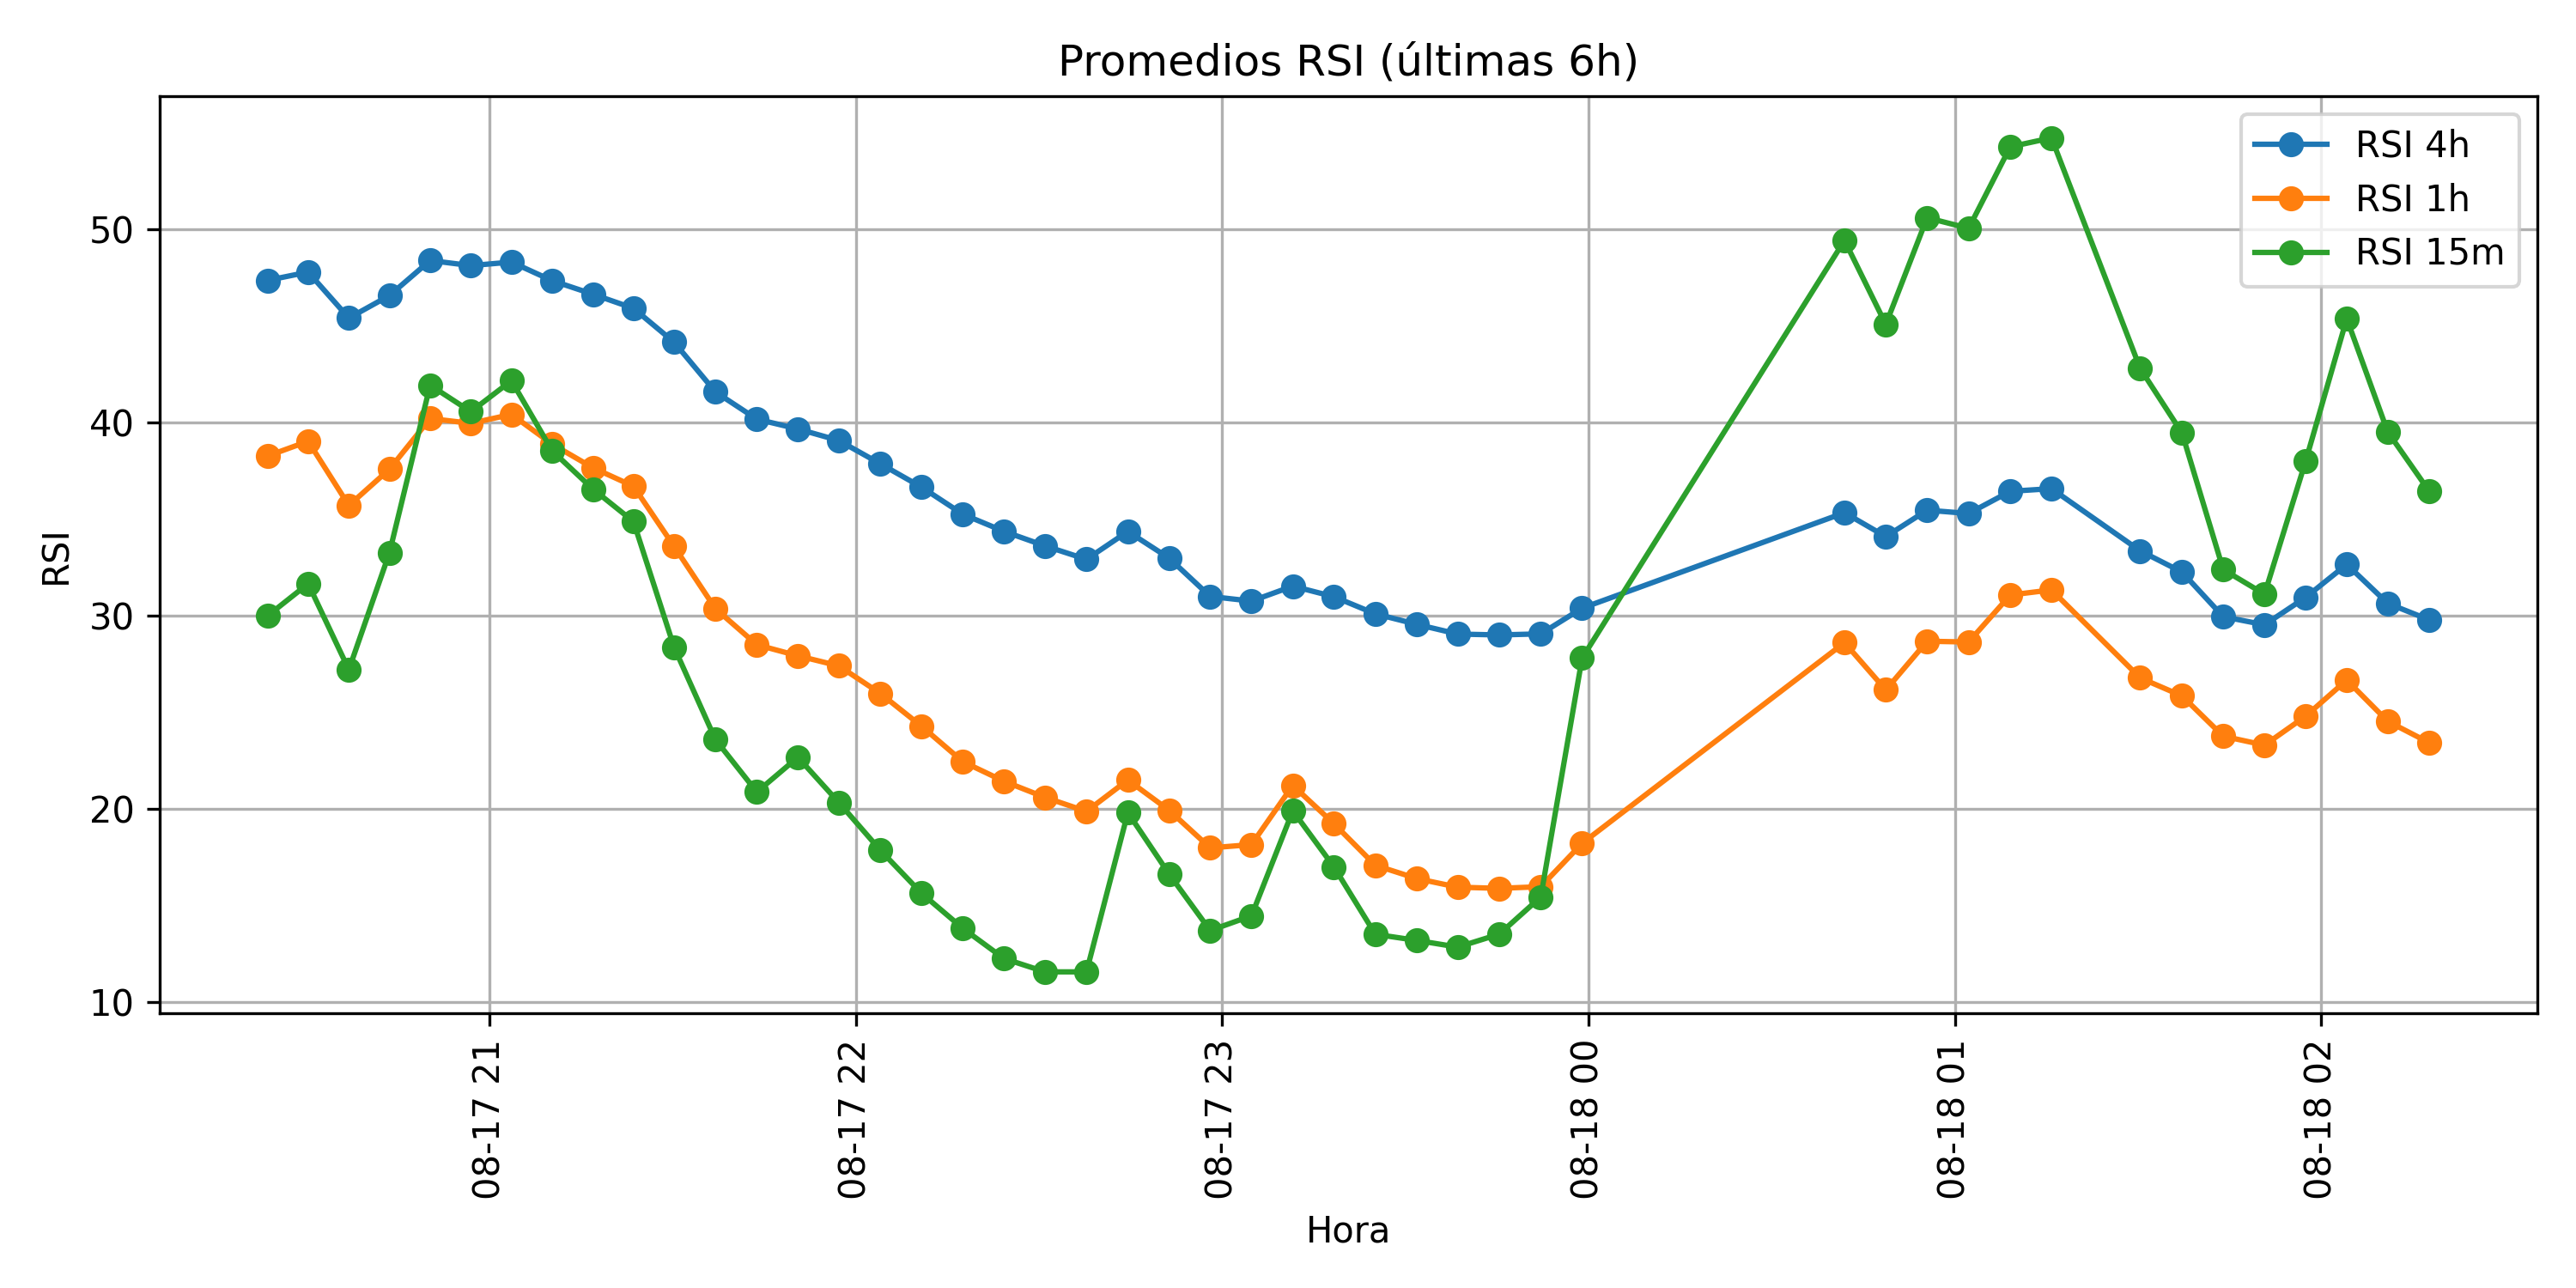 Promedios RSI (últimas 6h)
RSI 4h
RSI 1h
RSI 15m
RSI
50
40
30
20
10
08-17 21
08-17 22
08-17 23
08-18 00
08-18 01
08-18 02
Hora